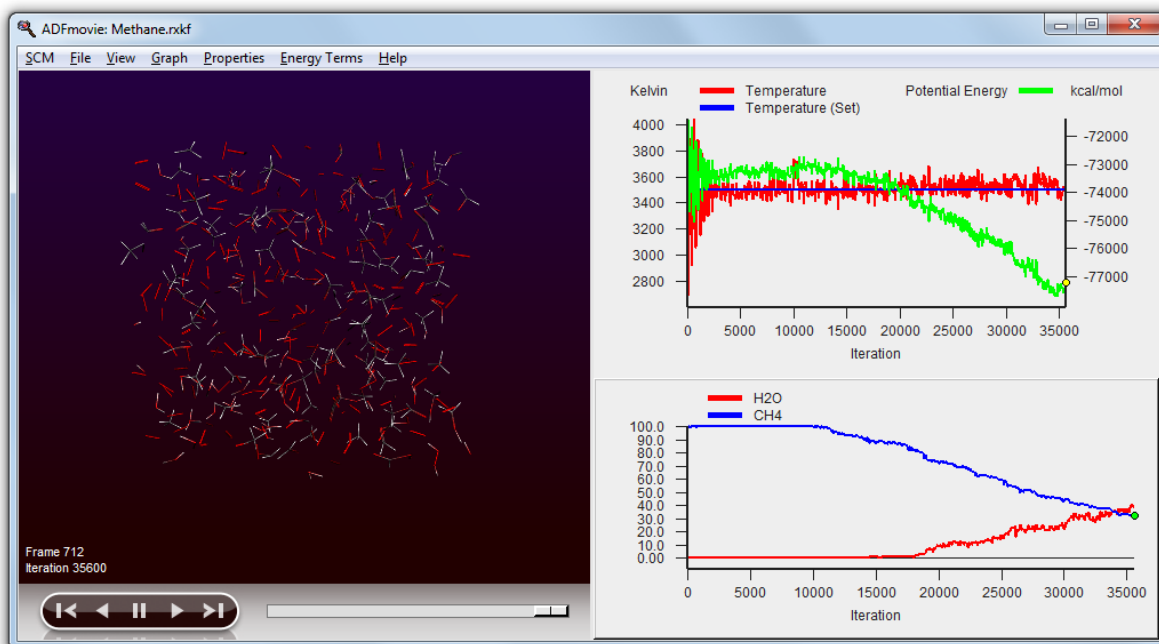 ADFmovie: Methane.rxkf
SCM File View Graph Properties Energy Terms Help
Kelvin Temperature Potential Energy kcal/mol
Temperature (Set)
4000
3800
3600
3400
3200
3000
2800
-72000
-73000
-74000
-75000
-76000
-77000
0 5000 10000 15000 20000 25000 30000 35000
Iteration
H2O
CH4
100.0
90.0
80.0
70.0
60.0
50.0
40.0
30.0
20.0
10.0
0.00
0 5000 10000 15000 20000 25000 30000 35000
Iteration
Frame 712
Iteration 35600